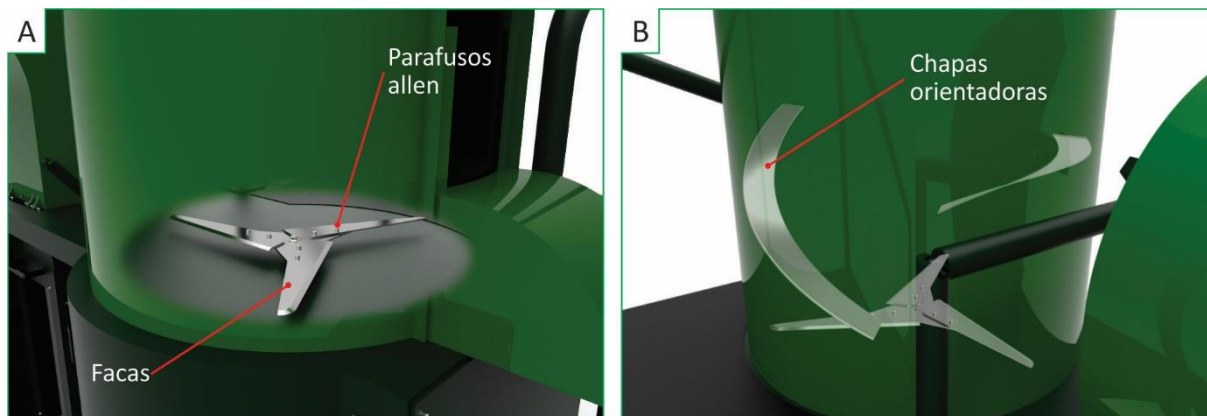 A
Parafusos
allen
Facas
B
Chapas
orientadoras